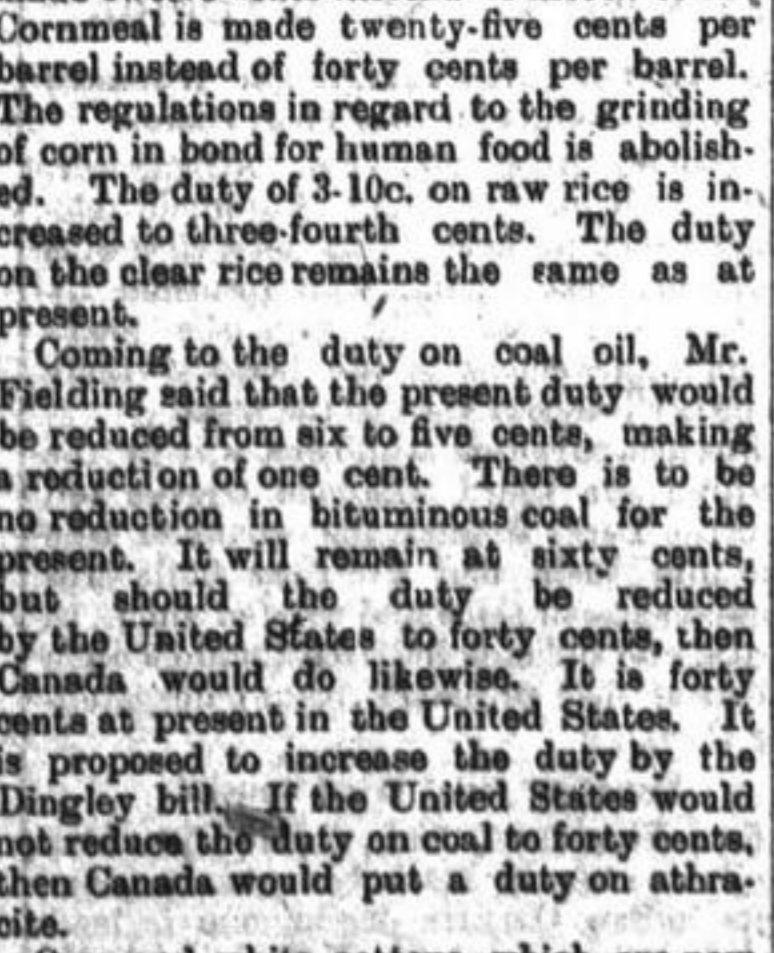 Cornmeal is made twenty-five cents per
barrel instead of forty cents per barrel.
The regulations in regard to the grinding
of corn in bond for human food is abolish-
ed. The duty of 3-10c. on raw rice is in-
creased to three-fourth cents. The duty
on the clear rice remains the same as at
present.
Coming to the duty on coal oil, Mr.
Fielding said that the present duty would
be reduced from six to five cents, making
a reduction of one cent. There is to be
no reduction in bituminous coal for the
present. It will remain at sixty cents,
but should the duty be reduced
by the United States to forty cents, then
Canada would do likewise. It is forty
cents at present in the United States. It
is proposed to increase the duty by the
Dingley bill. If the United States would
not reduce the duty on coal to forty cents,
then Canada would put a duty on athra-
cite.